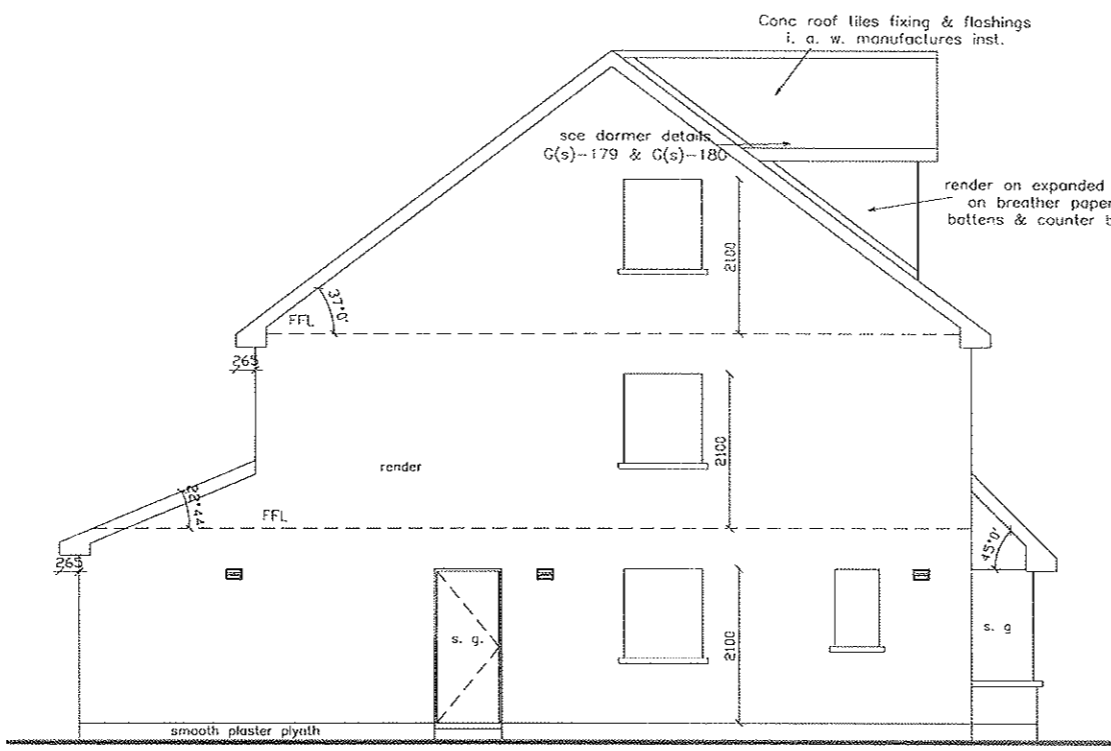 Conc roof tiles fixing & flashings
i. a. w. manufactures inst.
see dormer details
G(s)-179 & G(s)-180
render on expanded
on breather paper
battens & counter b
2100
37°0'
FFL
265
2100
render
22°44'
FFL
45°0'
265
s. g.
s. g
2100
smooth plaster plyath